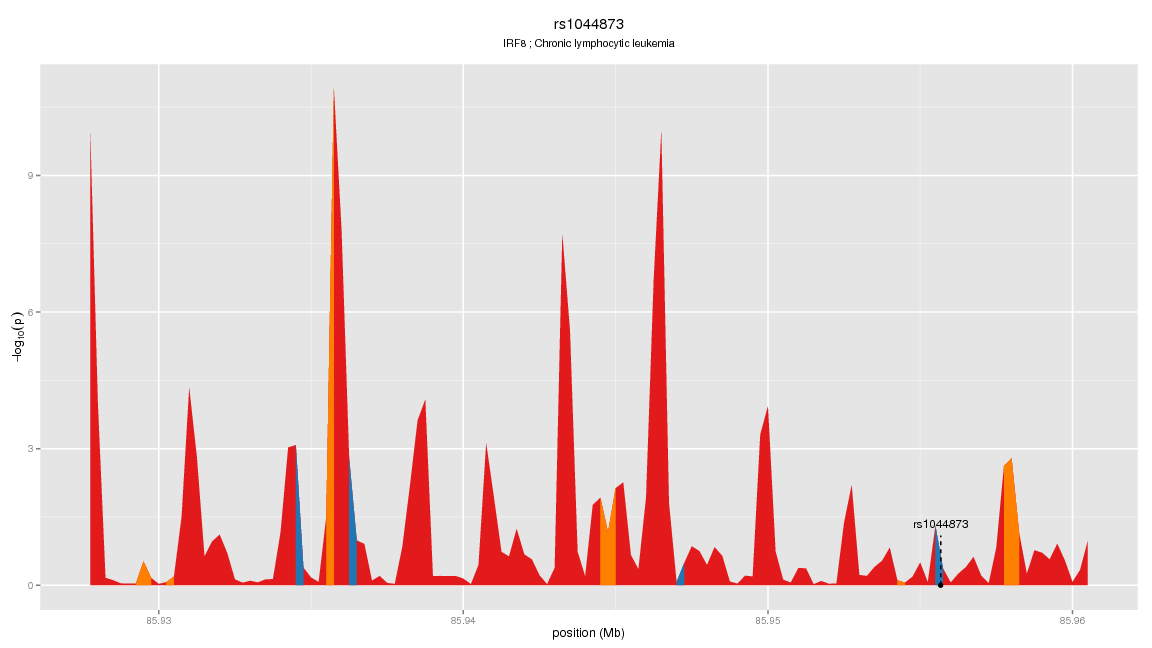 rs1044873
IRF8 ; Chronic lymphocytic leukemia
−log10(p)
9
6
3
0
rs1044873
85.93
85.94
85.95
85.96
position (Mb)